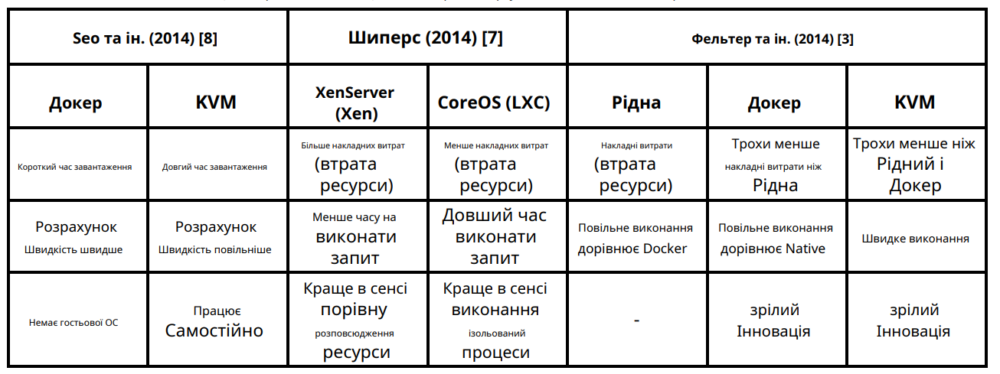 Seo та ін. (2014) [8]
Шиперс (2014) [7]
Фельтер та ін. (2014) [3]
Докер
KVM
XenServer
(Xen)
CoreOS (LXC)
Рідна
Докер
KVM
Короткий час завантаження
Довгий час завантаження
Більше накладних витрат
(втрата
ресурси)
Менше накладних витрат
(втрата
ресурси)
Накладні витрати
(втрата
ресурси)
Трохи менше
накладні витрати ніж
Рідна
Трохи менше ніж
Рідний і
Докер
Розрахунок
Швидкість швидше
Розрахунок
Швидкість повільніше
Менше часу на
виконати
запит
Довший час
виконати
запит
Повільне виконання
дорівнює Docker
Повільне виконання
дорівнює Native
Швидке виконання
Немає гостьової ОС
Працює
Самостійно
Краще в сенсі
порівну
розповсюдження
ресурси
Краще в сенсі
виконання
ізольований
процеси
-
зрілий
Інновація
зрілий
Інновація